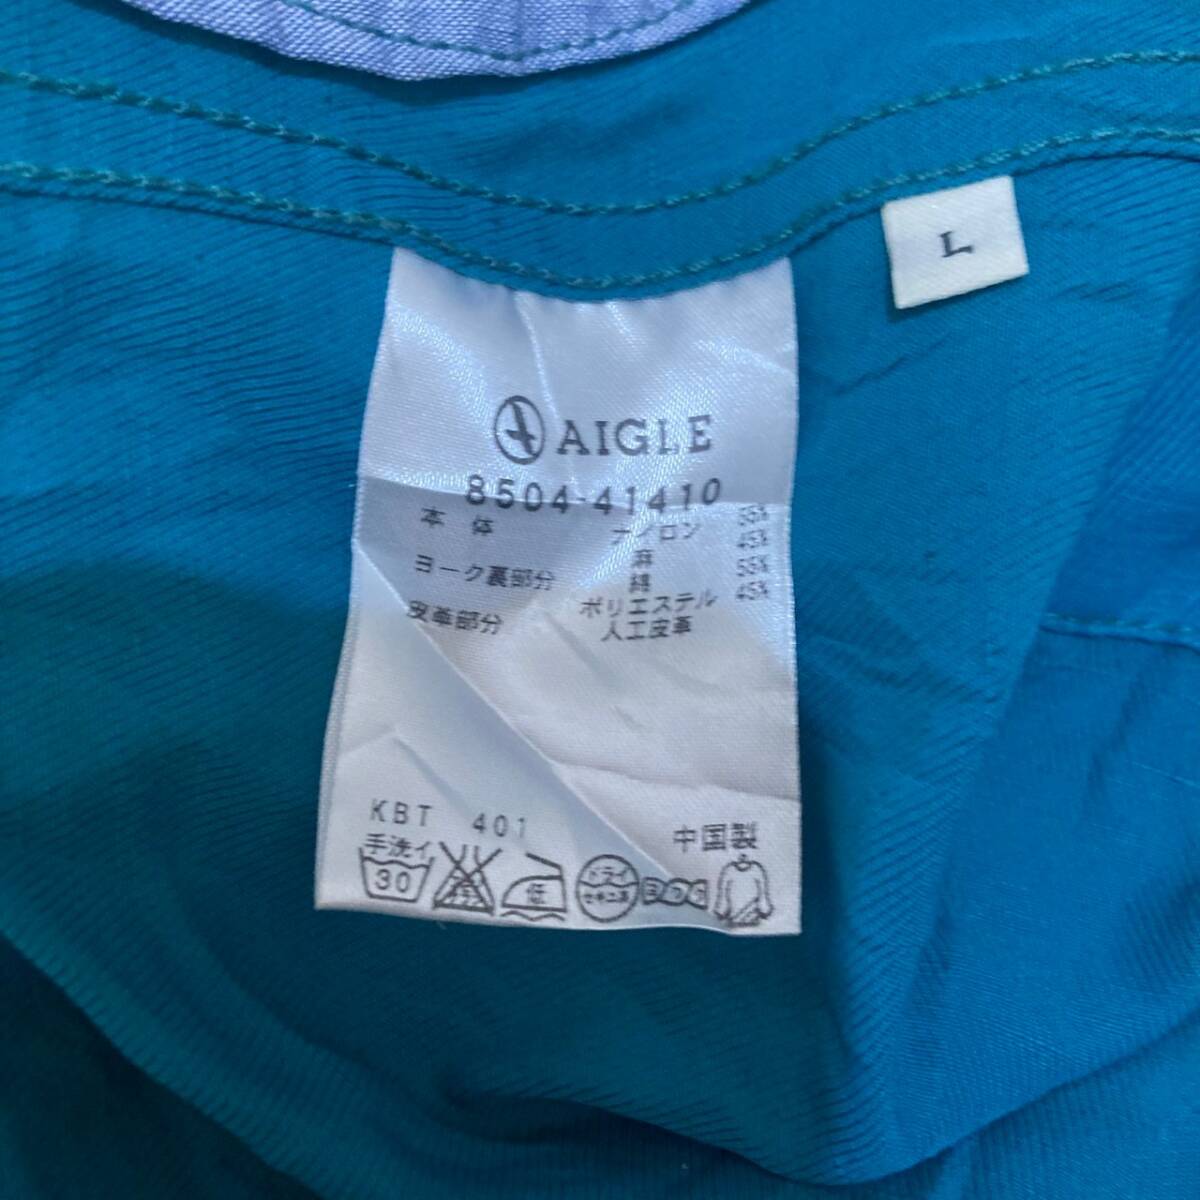 L
AIGLE
8504-41410
本体 ナイロン 55%
麻 45%
ヨーク裏部分 綿 55%
ポリエステル 45%
皮革部分 人工皮革
KBT 401 中国製
手洗イ
30 低 ドライ
セキユ系 ヨワク